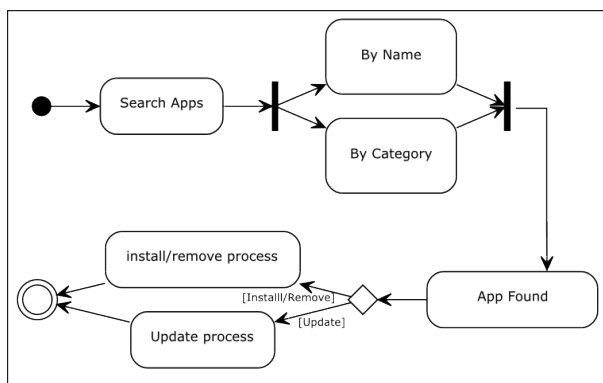 By Name
Search Apps
By Category
install/remove process
[Installl/Remove]
App Found
[Update]
Update process